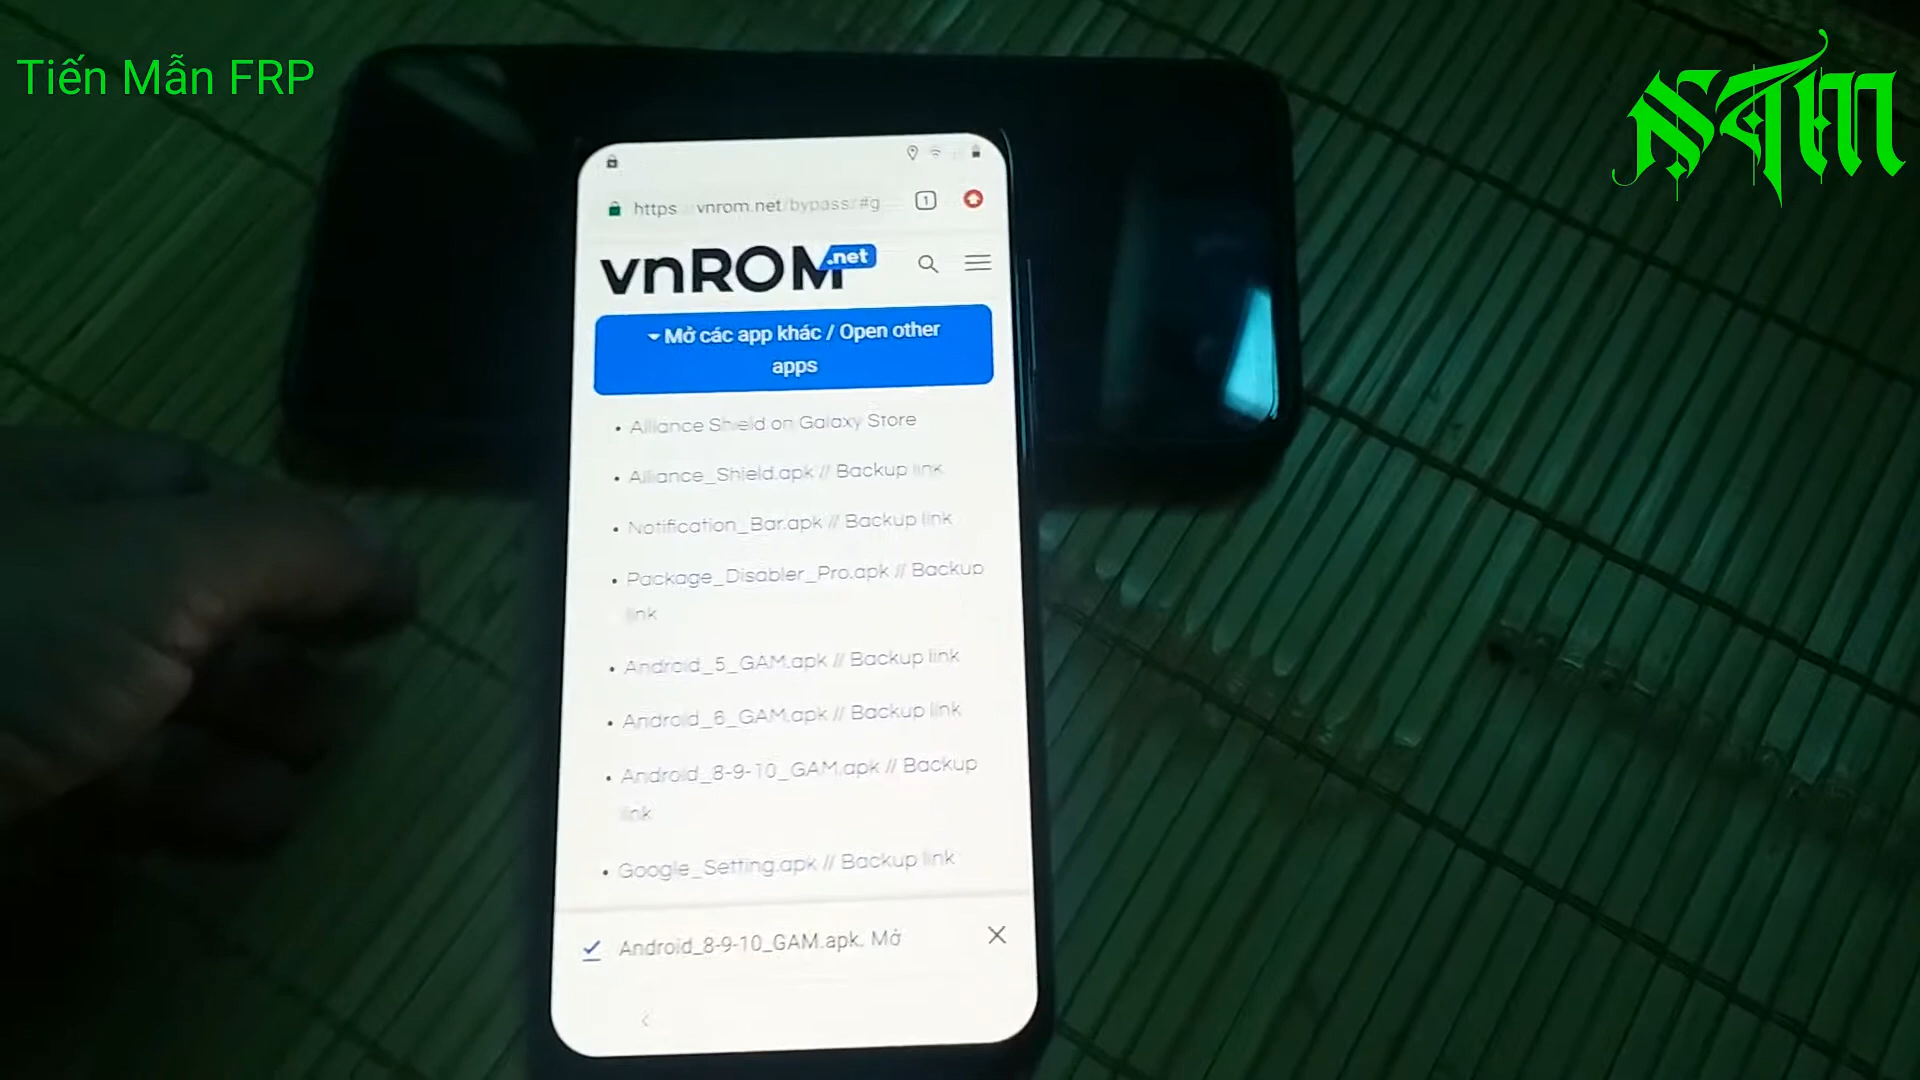 Tiến Mẫn FRP
NTM
https://vnrom.net/bypass/#g
1
vnROM.net
Mở các app khác / Open other
apps
Alliance Shield on Galaxy Store
Alliance_Shield.apk // Backup link
Notification_Bar.apk // Backup link
Package_Disabler_Pro.apk // Backup
link
Android_5_GAM.apk // Backup link
Android_6_GAM.apk // Backup link
Android_8-9-10_GAM.apk // Backup
link
Google_Setting.apk // Backup link
Android_8-9-10_GAM.apk. Mở